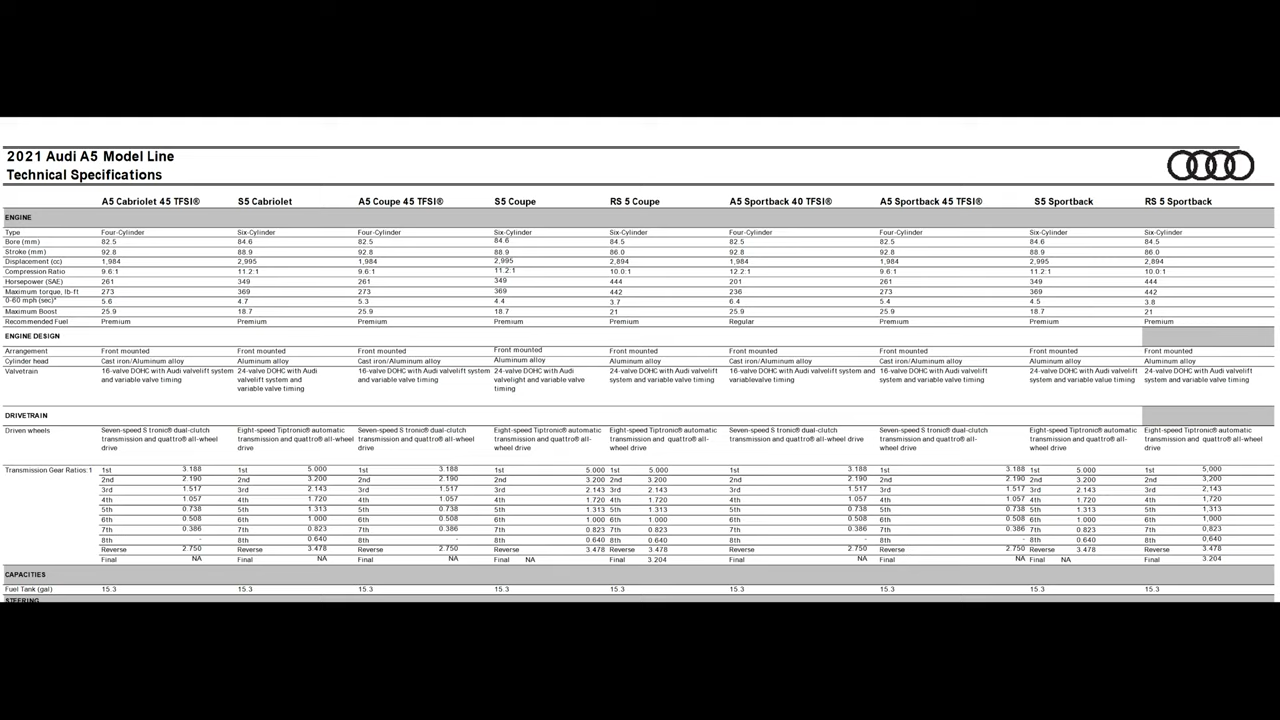 2021 Audi A5 Model Line
Technical Specifications
A5 Cabriolet 45 TFSI® S5 Cabriolet A5 Coupe 45 TFSI® S5 Coupe RS 5 Coupe A5 Sportback 40 TFSI® A5 Sportback 45 TFSI® S5 Sportback RS 5 Sportback
ENGINE
Type Four-Cylinder Six-Cylinder Four-Cylinder Six-Cylinder Six-Cylinder Four-Cylinder Four-Cylinder Six-Cylinder Six-Cylinder
Bore (mm) 82.5 84.6 82.5 84.6 84.5 82.5 82.5 84.6 84.5
Stroke (mm) 92.8 88.9 92.8 88.9 86.0 92.8 92.8 88.9 86.0
Displacement (cc) 1,984 2,995 1,984 2,995 2,894 1,984 1,984 2,995 2,894
Compression Ratio 9.6:1 11.2:1 9.6:1 11.2:1 10.0:1 12.2:1 9.6:1 11.2:1 10.0:1
Horsepower (SAE) 261 349 261 349 444 201 261 349 444
Maximum torque, lb-ft 273 369 273 369 442 236 273 369 442
0-60 mph (sec)* 5.6 4.7 5.3 4.4 3.7 6.4 5.4 4.5 3.8
Maximum Boost 25.9 18.7 25.9 18.7 21 25.9 25.9 18.7 21
Recommended Fuel Premium Premium Premium Premium Premium Regular Premium Premium Premium
ENGINE DESIGN
Arrangement Front mounted Front mounted Front mounted Front mounted Front mounted Front mounted Front mounted Front mounted Front mounted
Cylinder head Cast iron/Aluminum alloy Aluminum alloy Cast iron/Aluminum alloy Aluminum alloy Aluminum alloy Cast iron/Aluminum alloy Cast iron/Aluminum alloy Aluminum alloy Aluminum alloy
Valvetrain 16-valve DOHC with Audi valvelift system 24-valve DOHC with Audi 16-valve DOHC with Audi valvelift system 24-valve DOHC with Audi 24-valve DOHC with Audi valvelift 16-valve DOHC with Audi valvelift system and 16-valve DOHC with Audi valvelift 24-valve DOHC with Audi valvelift 24-valve DOHC with Audi valvelift
and variable valve timing valvelift system and and variable valve timing valvelight and variable valve system and variable valve timing variablevalve timing system and variable valve timing system and variable value timing system and variable valve timing
variable valve timing timing
DRIVETRAIN
Driven wheels Seven-speed S tronic® dual-clutch Eight-speed Tiptronic® automatic Seven-speed S tronic® dual-clutch Eight-speed Tiptronic® automatic Eight-speed Tiptronic® automatic Seven-speed S tronic® dual-clutch Seven-speed S tronic® dual-clutch Eight-speed Tiptronic® automatic Eight-speed Tiptronic® automatic
transmission and quattro® all-wheel transmission and quattro® all-wheel transmission and quattro® all-wheel transmission and quattro® all- transmission and quattro® all- transmission and quattro® all-wheel drive transmission and quattro® all- transmission and quattro® all- transmission and quattro® all-wheel
drive drive drive wheel drive wheel drive wheel drive wheel drive drive
Transmission Gear Ratios:1 1st 3.188 1st 5.000 1st 3.188 1st 5.000 1st 5.000 1st 3.188 1st 3.188 1st 5.000 1st 5,000
2nd 2.190 2nd 3.200 2nd 2.190 2nd 3.200 2nd 3.200 2nd 2.190 2nd 2.190 2nd 3.200 2nd 3,200
3rd 1.517 3rd 2.143 3rd 1.517 3rd 2.143 3rd 2.143 3rd 1.517 3rd 1.517 3rd 2.143 3rd 2,143
4th 1.057 4th 1.720 4th 1.057 4th 1.720 4th 1.720 4th 1.057 4th 1.057 4th 1.720 4th 1,720
5th 0.738 5th 1.313 5th 0.738 5th 1.313 5th 1.313 5th 0.738 5th 0.738 5th 1.313 5th 1,313
6th 0.508 6th 1.000 6th 0.508 6th 1.000 6th 1.000 6th 0.508 6th 0.508 6th 1.000 6th 1,000
7th 0.386 7th 0.823 7th 0.386 7th 0.823 7th 0.823 7th 0.386 7th 0.386 7th 0.823 7th 0,823
8th - 8th 0.640 8th - 8th 0.640 8th 0.640 8th - 8th - 8th 0.640 8th 0,640
Reverse 2.750 Reverse 3.478 Reverse 2.750 Reverse 3.478 Reverse 3.478 Reverse 2.750 Reverse 2.750 Reverse 3.478 Reverse 3.478
Final NA Final NA Final NA Final NA Final 3.204 Final NA Final NA Final NA Final 3.204
CAPACITIES
Fuel Tank (gal) 15.3 15.3 15.3 15.3 15.3 15.3 15.3 15.3 15.3
STEERING